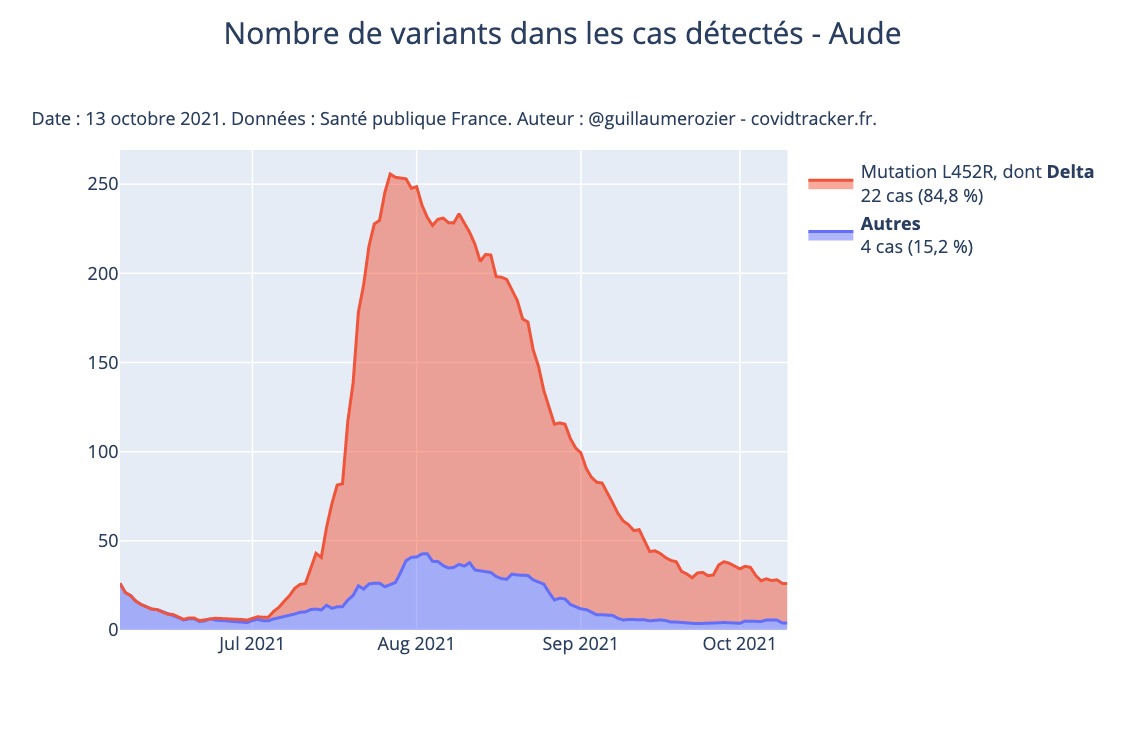 Nombre de variants dans les cas détectés - Aude
Date : 13 octobre 2021. Données : Santé publique France. Auteur : @guillaumerozier - covidtracker.fr.
Mutation L452R, dont Delta
22 cas (84,8 %)
Autres
4 cas (15,2 %)
250
200
150
100
50
0
Jul 2021
Aug 2021
Sep 2021
Oct 2021